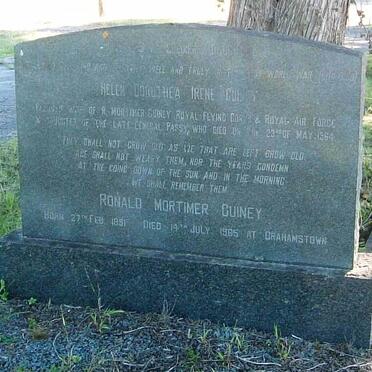 WELL AND TRULY
HELEN DOROTHEA IRENE GUINEY
WIFE OF R. MORTIMER GUINEY ROYAL FLYING CORPS & ROYAL AIR FORCE
& DAUGHTER OF THE LATE GENERAL PASSY, WHO DIED ON THE 23RD OF MAY 1964
THEY SHALL NOT GROW OLD AS WE THAT ARE LEFT GROW OLD
AGE SHALL NOT WEARY THEM, NOR THE YEARS CONDEMN
AT THE GOING DOWN OF THE SUN AND IN THE MORNING
WE SHALL REMEMBER THEM
RONALD MORTIMER GUINEY
BORN 27TH FEB. 1891 DIED 14TH JULY 1985 AT GRAHAMSTOWN